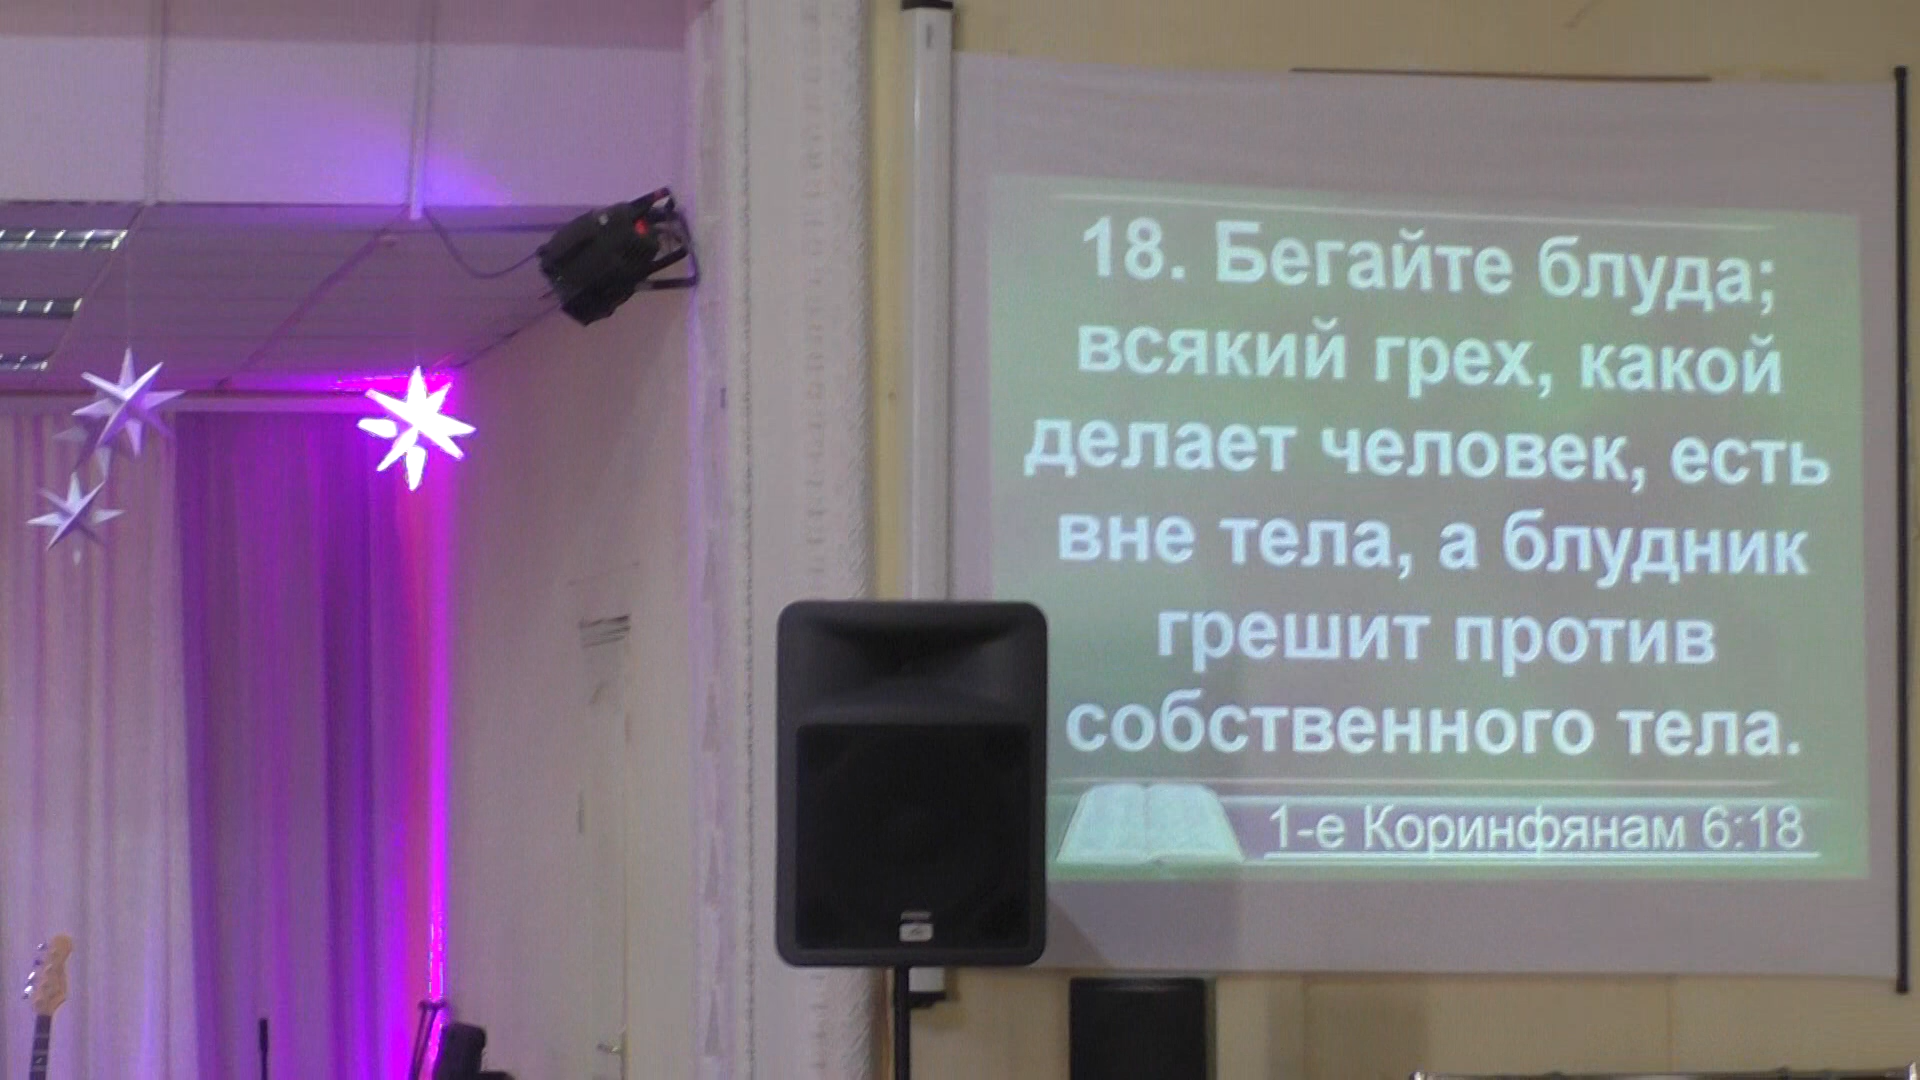 18. Бегайте блуда;
всякий грех, какой
делает человек, есть
вне тела, а блудник
грешит против
собственного тела.
1-е Коринфянам 6:18